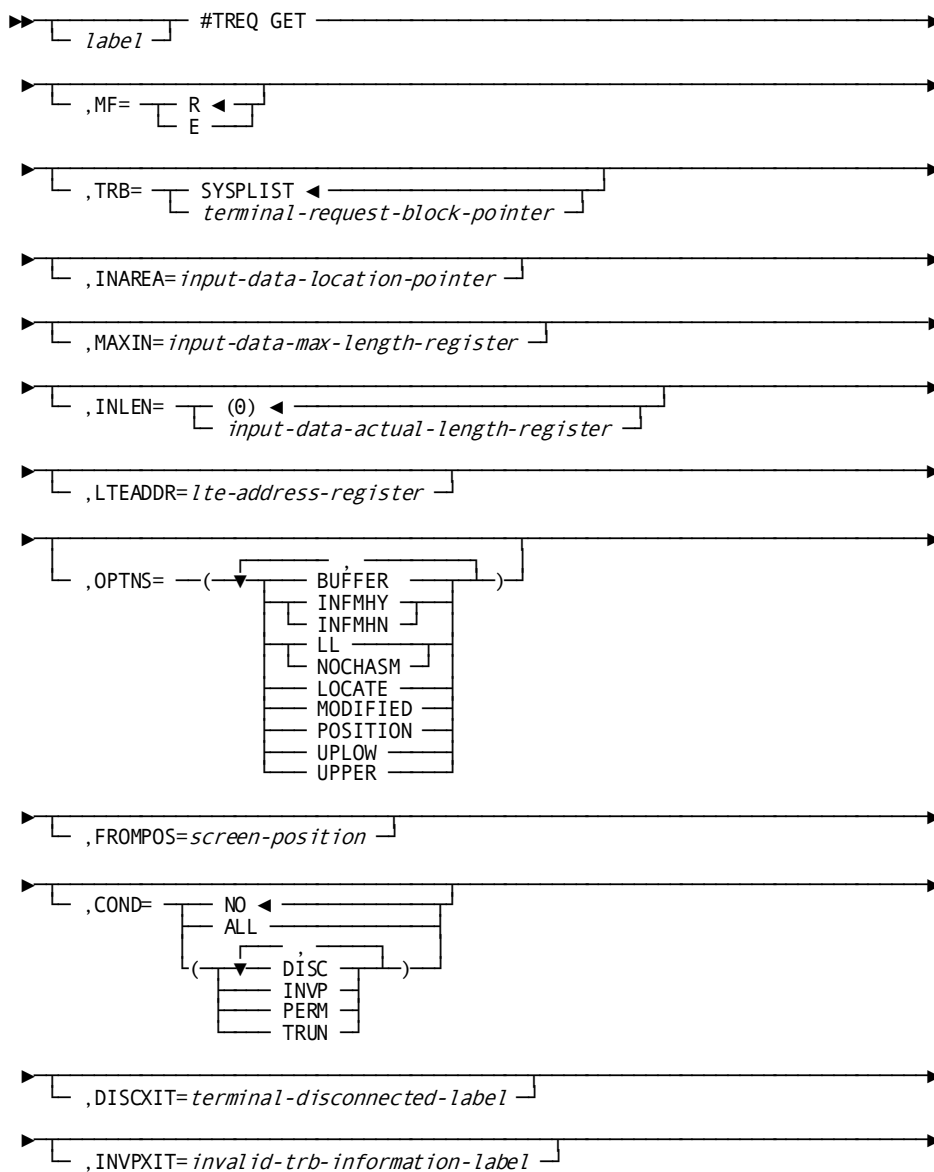 #TREQ GET
label
,MF= R
E
,TRB= SYSPLIST
terminal-request-block-pointer
,INAREA=input-data-location-pointer
,MAXIN=input-data-max-length-register
,INLEN= (0)
input-data-actual-length-register
,LTEADDR=lte-address-register
,
,OPTNS= ( BUFFER )
INFMHY
INFMHN
LL
NOCHASM
LOCATE
MODIFIED
POSITION
UPLOW
UPPER
,FROMPOS=screen-position
,COND= NO
ALL
,
( DISC )
INVP
PERM
TRUN
,DISCXIT=terminal-disconnected-label
,INVPXIT=invalid-trb-information-label